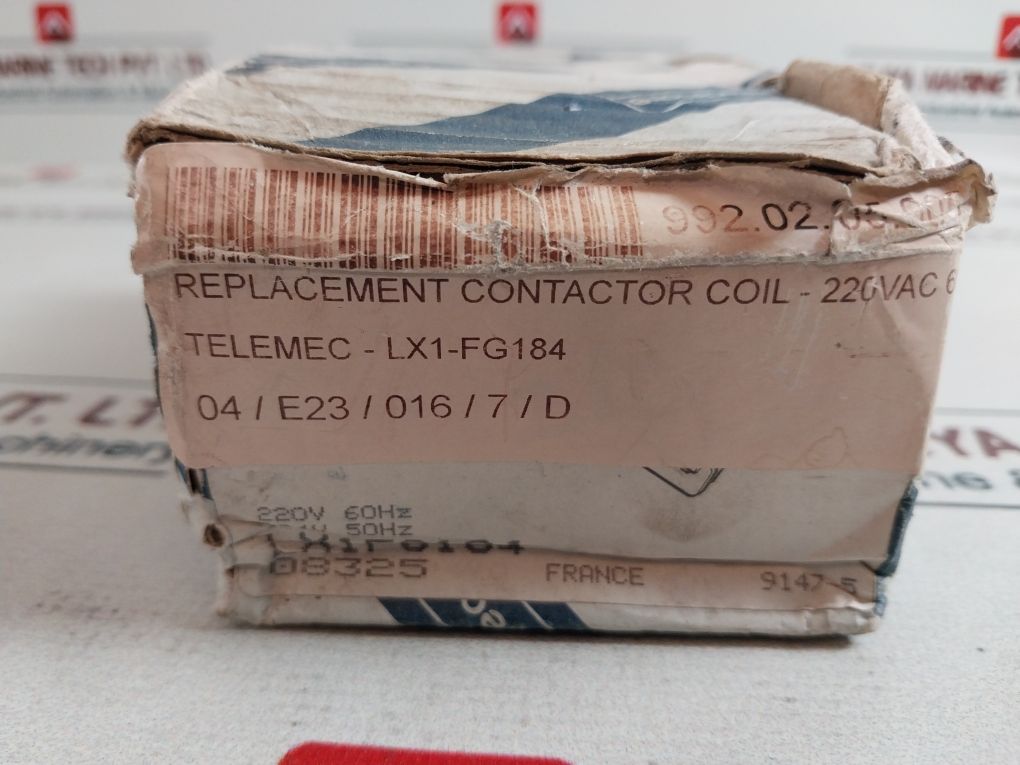 992.02.
REPLACEMENT CONTACTOR COIL - 220VAC 6
TELEMEC - LX1-FG184
04 / E23 / 016 / 7 / D
220V 60Hz
50Hz
08325 FRANCE 9147-5